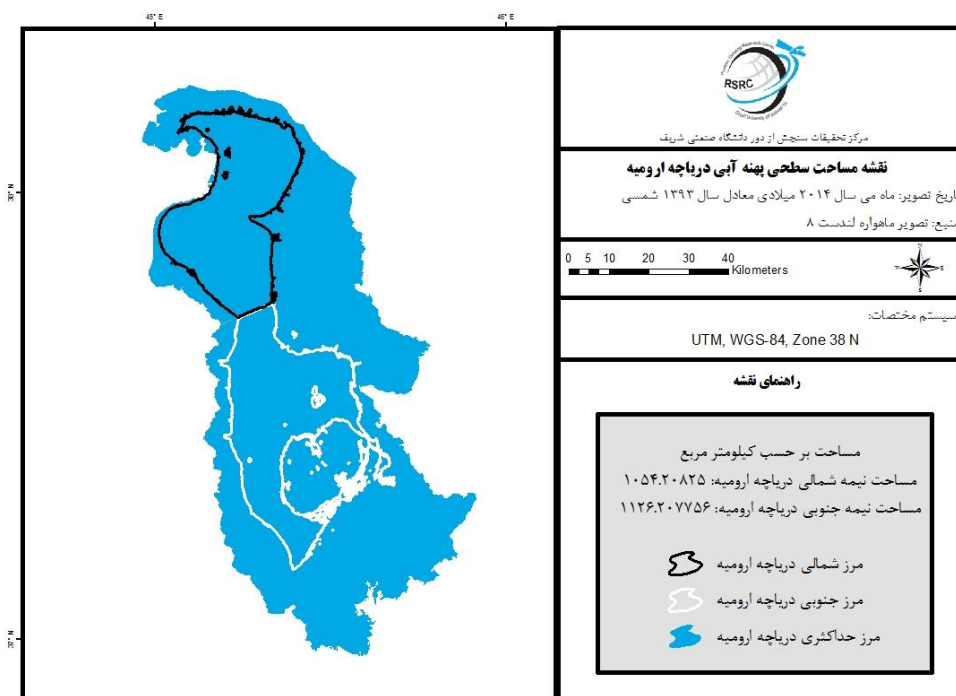 45° E
46° E
38° N
37° N
RSRC
مرکز تحقیقات سنجش از دور دانشگاه صنعتی شریف
نقشه مساحت سطحی پهنه آبی دریاچه ارومیه
تاریخ تصویر: ماه می سال ۲۰۱۴ میلادی معادل سال ۱۳۹۳ شمسی
منبع: تصویر ماهواره لندست ۸
0 5 10 20 30 40
Kilometers
سیستم مختصات:
UTM, WGS-84, Zone 38 N
راهنمای نقشه
مساحت بر حسب کیلومتر مربع
مساحت نیمه شمالی دریاچه ارومیه: ۱۰۵۴.۲۰۸۲۵
مساحت نیمه جنوبی دریاچه ارومیه: ۱۱۲۶.۲۰۷۷۵۶
مرز شمالی دریاچه ارومیه
مرز جنوبی دریاچه ارومیه
مرز حداکثری دریاچه ارومیه